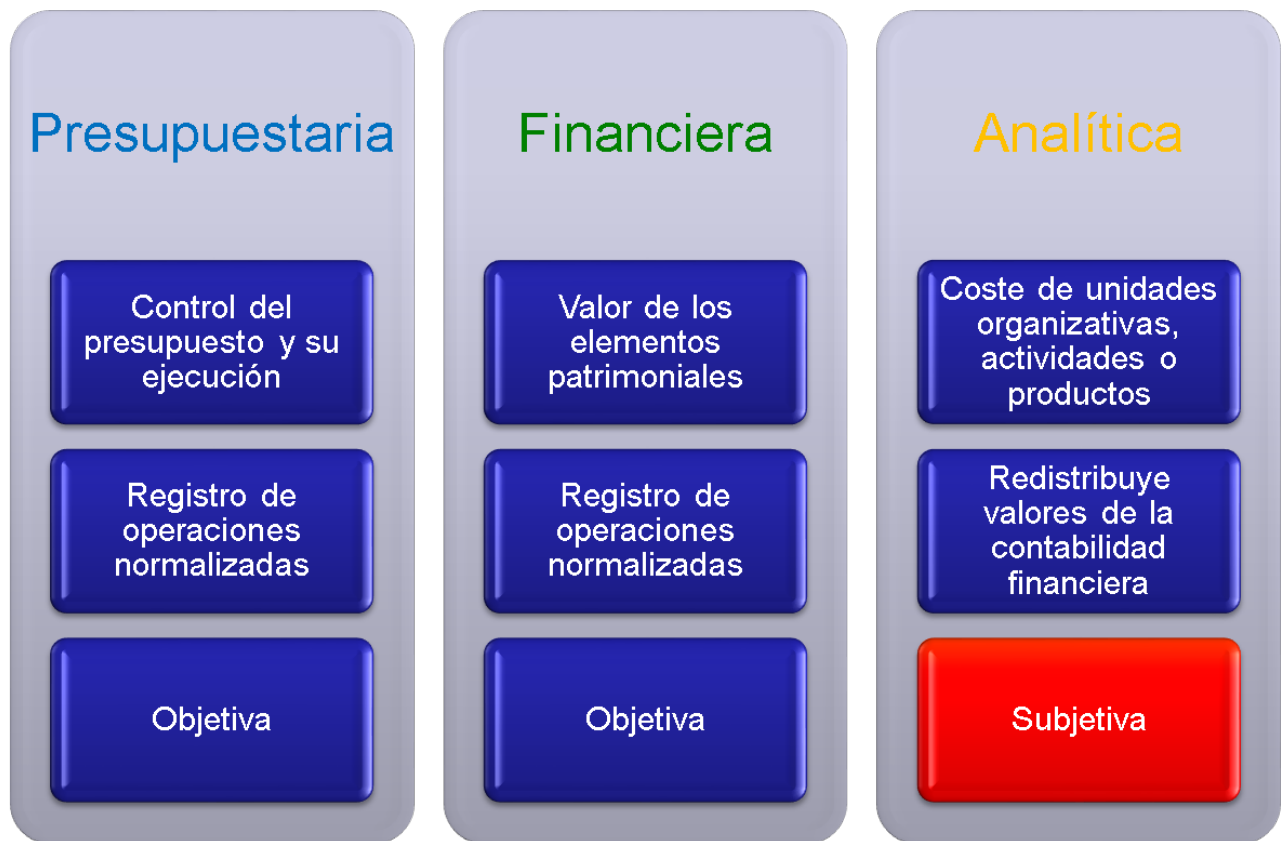 Presupuestaria
Control del
presupuesto y su
ejecución
Registro de
operaciones
normalizadas
Objetiva
Financiera
Valor de los
elementos
patrimoniales
Registro de
operaciones
normalizadas
Objetiva
Analítica
Coste de unidades
organizativas,
actividades o
productos
Redistribuye
valores de la
contabilidad
financiera
Subjetiva